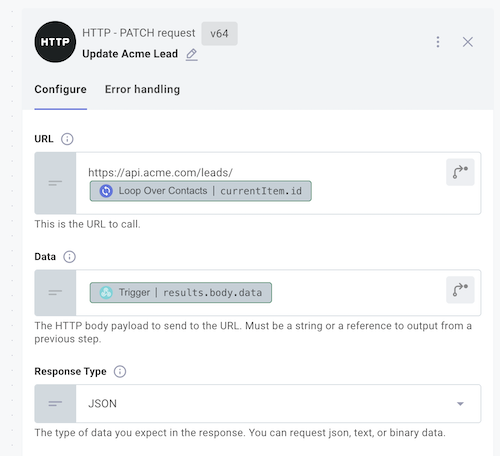 HTTP
HTTP - PATCH request v64
Update Acme Lead
Configure Error handling
URL
https://api.acme.com/leads/
Loop Over Contacts | currentItem.id
This is the URL to call.
Data
Trigger | results.body.data
The HTTP body payload to send to the URL. Must be a string or a reference to output from a
previous step.
Response Type
JSON
The type of data you expect in the response. You can request json, text, or binary data.